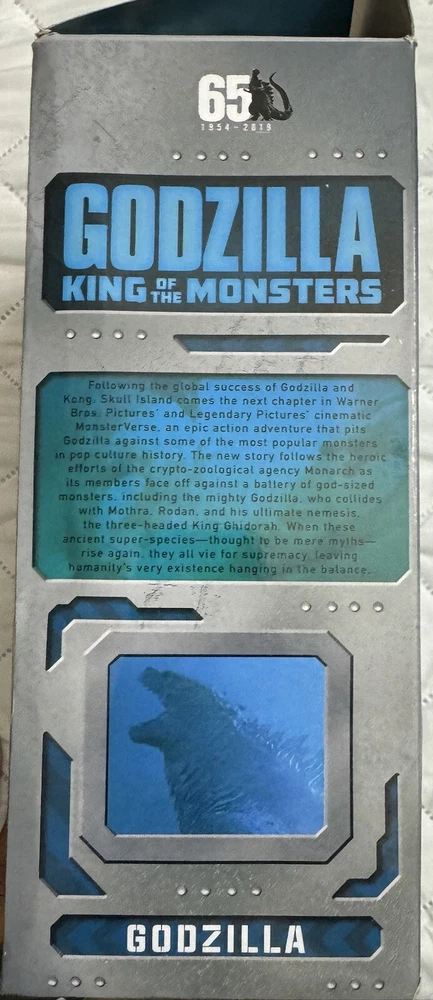 65
1954-2019
GODZILLA
KING OF THE MONSTERS
Following the global success of Godzilla and
Kong: Skull Island comes the next chapter in Warner
Bros. Pictures' and Legendary Pictures' cinematic
MonsterVerse, an epic action adventure that pits
Godzilla against some of the most popular monsters
in pop culture history. The new story follows the heroic
efforts of the crypto-zoological agency Monarch as
its members face off against a battery of god-sized
monsters, including the mighty Godzilla, who collides
with Mothra, Rodan, and his ultimate nemesis,
the three-headed King Ghidorah. When these
ancient super-species—thought to be mere myths—
rise again, they all vie for supremacy, leaving
humanity's very existence hanging in the balance.
GODZILLA